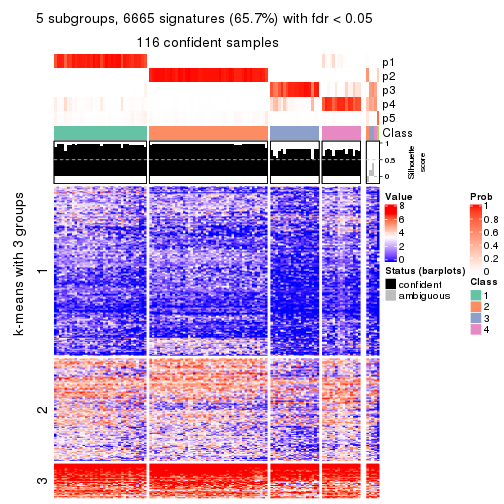 5 subgroups, 6665 signatures (65.7%) with fdr < 0.05
116 confident samples
p1
p2
p3
p4
p5
Class
1
0.5
0
Silhouette
score
k-means with 3 groups
1
2
3
Value
8
6
4
2
0
Prob
1
0.8
0.6
0.4
0.2
0
Status (barplots)
confident
ambiguous
Class
1
2
3
4